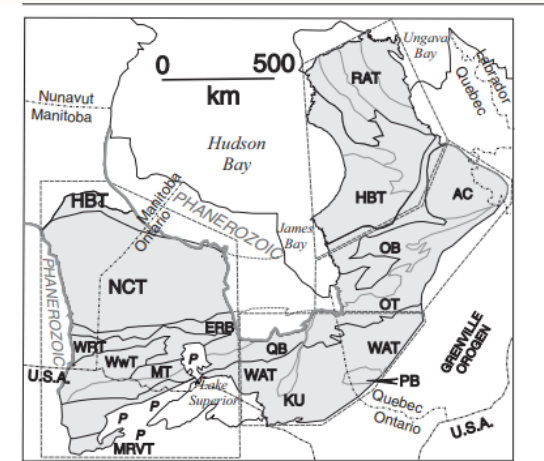 Ungava
Bay
0 500
km
RAT
Labrador
Quebec
Nunavut
Manitoba
Hudson
Bay
HBT
Manitoba
Ontario
PHANEROZOIC
HBT
AC
James
Bay
OB
NCT
PHANEROZOIC
OT
ERB
WRT
QB
WAT
GRENVILLE
OROGEN
WwT
MT
P
WAT
PB
U.S.A.
Lake
Superior
KU
Quebec
Ontario
P
P
P
U.S.A.
MRVT